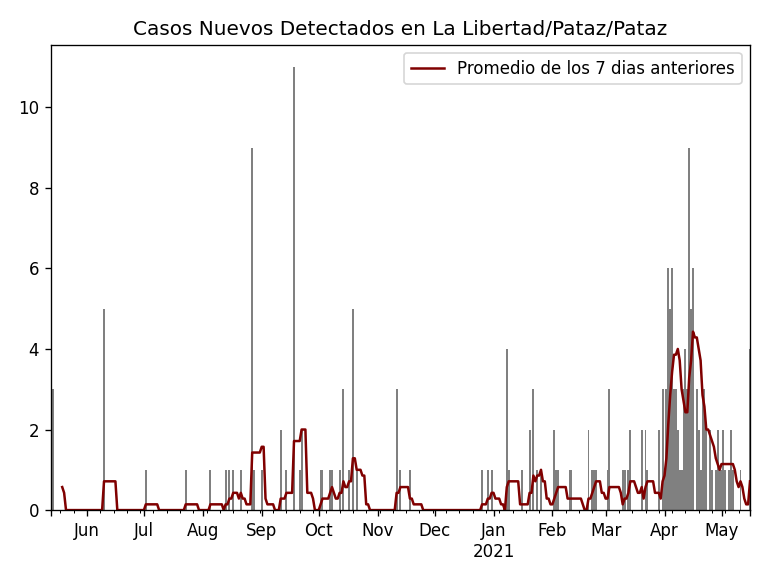 Casos Nuevos Detectados en La Libertad/Pataz/Pataz
Promedio de los 7 dias anteriores
10
8
6
4
2
0
Jun Jul Aug Sep Oct Nov Dec Jan Feb Mar Apr May
2021